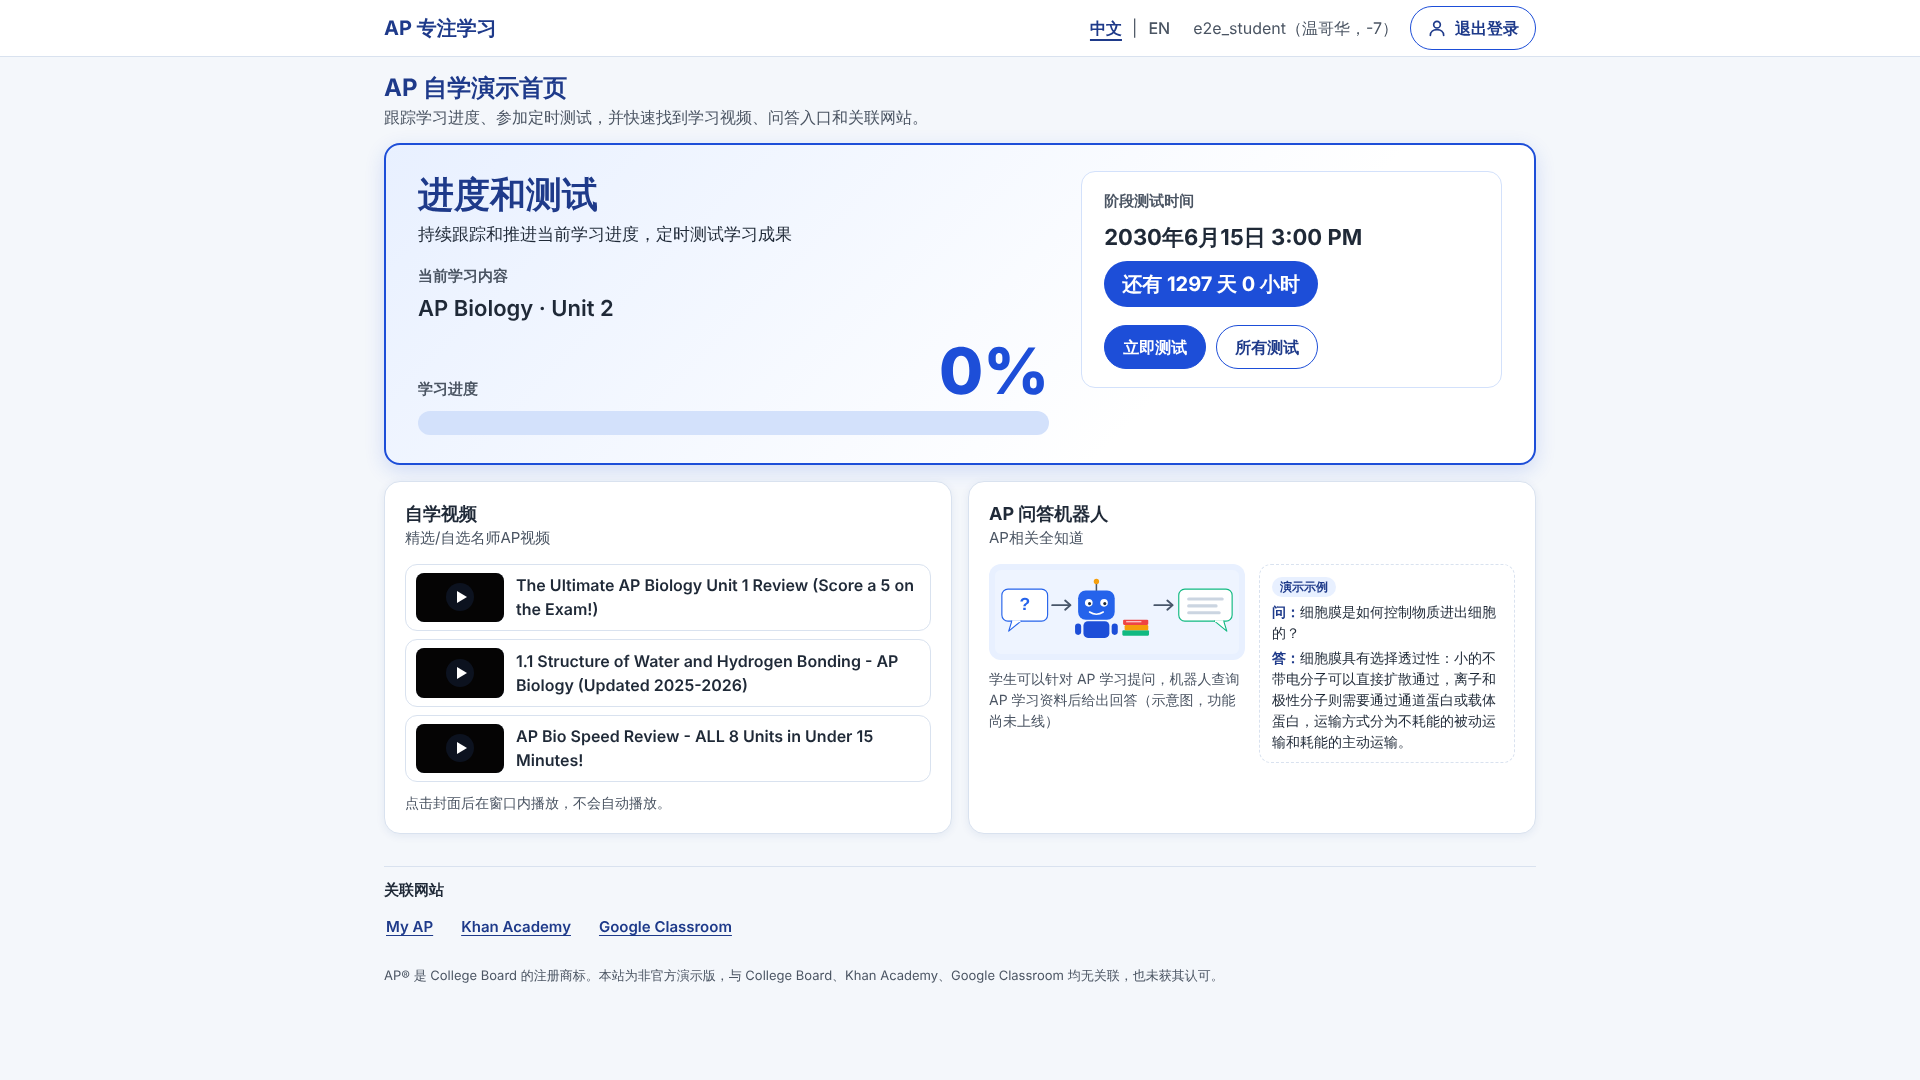 AP 专注学习
中文 | EN e2e_student（温哥华，-7） 退出登录
AP 自学演示首页
跟踪学习进度、参加定时测试，并快速找到学习视频、问答入口和关联网站。
进度和测试
持续跟踪和推进当前学习进度，定时测试学习成果
当前学习内容
AP Biology · Unit 2
学习进度
0%
阶段测试时间
2030年6月15日 3:00 PM
还有 1297 天 0 小时
立即测试 所有测试
自学视频
精选/自选名师AP视频
The Ultimate AP Biology Unit 1 Review (Score a 5 on
the Exam!)
1.1 Structure of Water and Hydrogen Bonding - AP
Biology (Updated 2025-2026)
AP Bio Speed Review - ALL 8 Units in Under 15
Minutes!
点击封面后在窗口内播放，不会自动播放。
AP 问答机器人
AP相关全知道
?
学生可以针对 AP 学习提问，机器人查询
AP 学习资料后给出回答（示意图，功能
尚未上线）
演示示例
问：细胞膜是如何控制物质进出细胞
的？
答：细胞膜具有选择透过性：小的不
带电分子可以直接扩散通过，离子和
极性分子则需要通过通道蛋白或载体
蛋白，运输方式分为不耗能的被动运
输和耗能的主动运输。
关联网站
My AP Khan Academy Google Classroom
AP® 是 College Board 的注册商标。本站为非官方演示版，与 College Board、Khan Academy、Google Classroom 均无关联，也未获其认可。